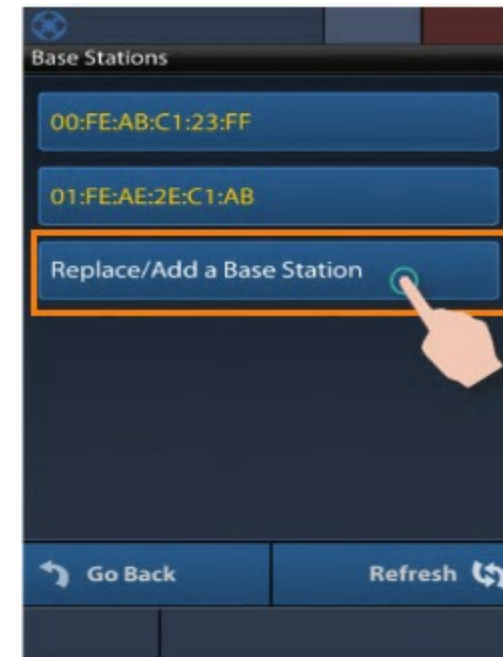 Base Stations
00:FE:AB:C1:23:FF
01:FE:AE:2E:C1:AB
Replace/Add a Base Station
Go Back
Refresh